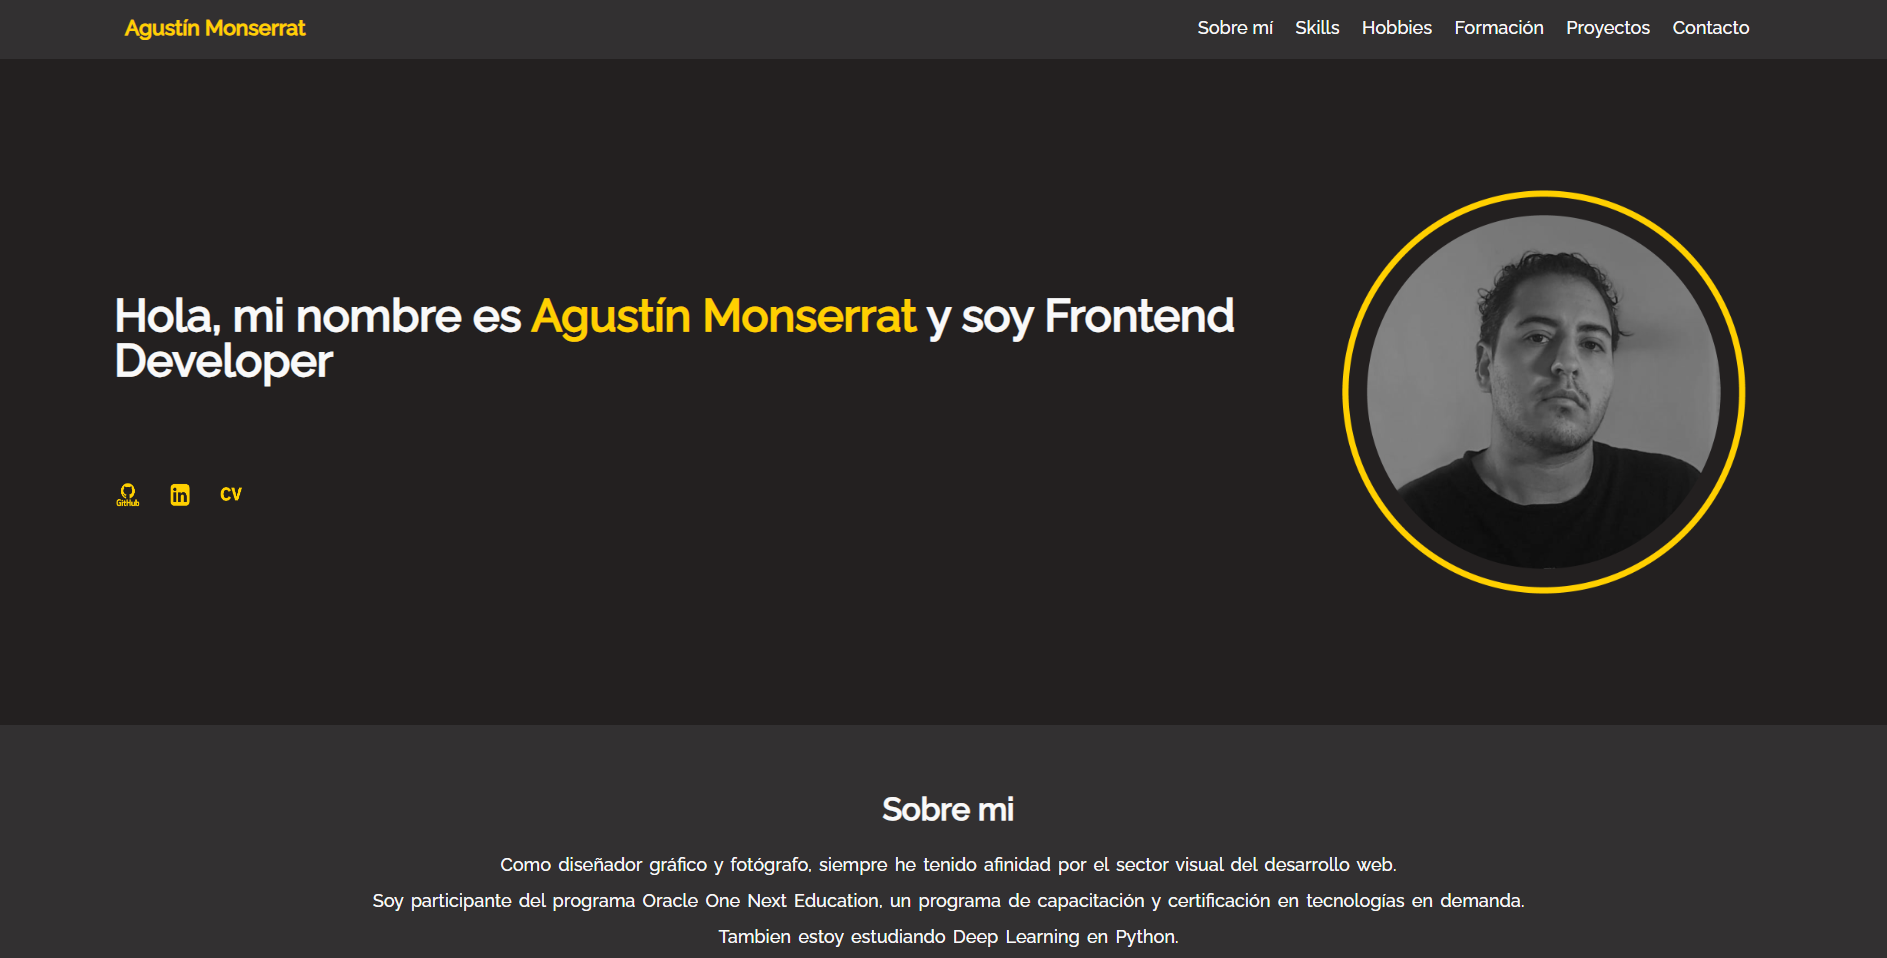 Agustín Monserrat
Sobre mí Skills Hobbies Formación Proyectos Contacto
Hola, mi nombre es Agustín Monserrat y soy Frontend
Developer
GitHub in CV
Sobre mi
Como diseñador gráfico y fotógrafo, siempre he tenido afinidad por el sector visual del desarrollo web.
Soy participante del programa Oracle One Next Education, un programa de capacitación y certificación en tecnologías en demanda.
Tambien estoy estudiando Deep Learning en Python.